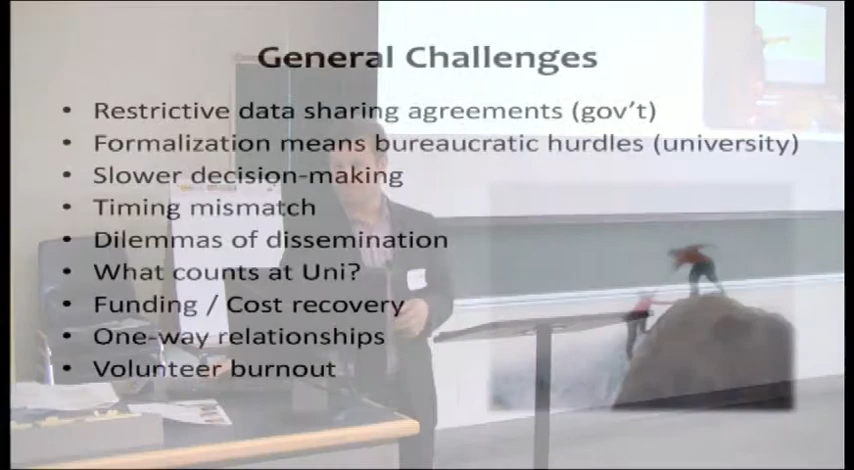 General Challenges
• Restrictive data sharing agreements (gov't)
• Formalization means bureaucratic hurdles (university)
• Slower decision-making
• Timing mismatch
• Dilemmas of dissemination
• What counts at Uni?
• Funding / Cost recovery
• One-way relationships
• Volunteer burnout